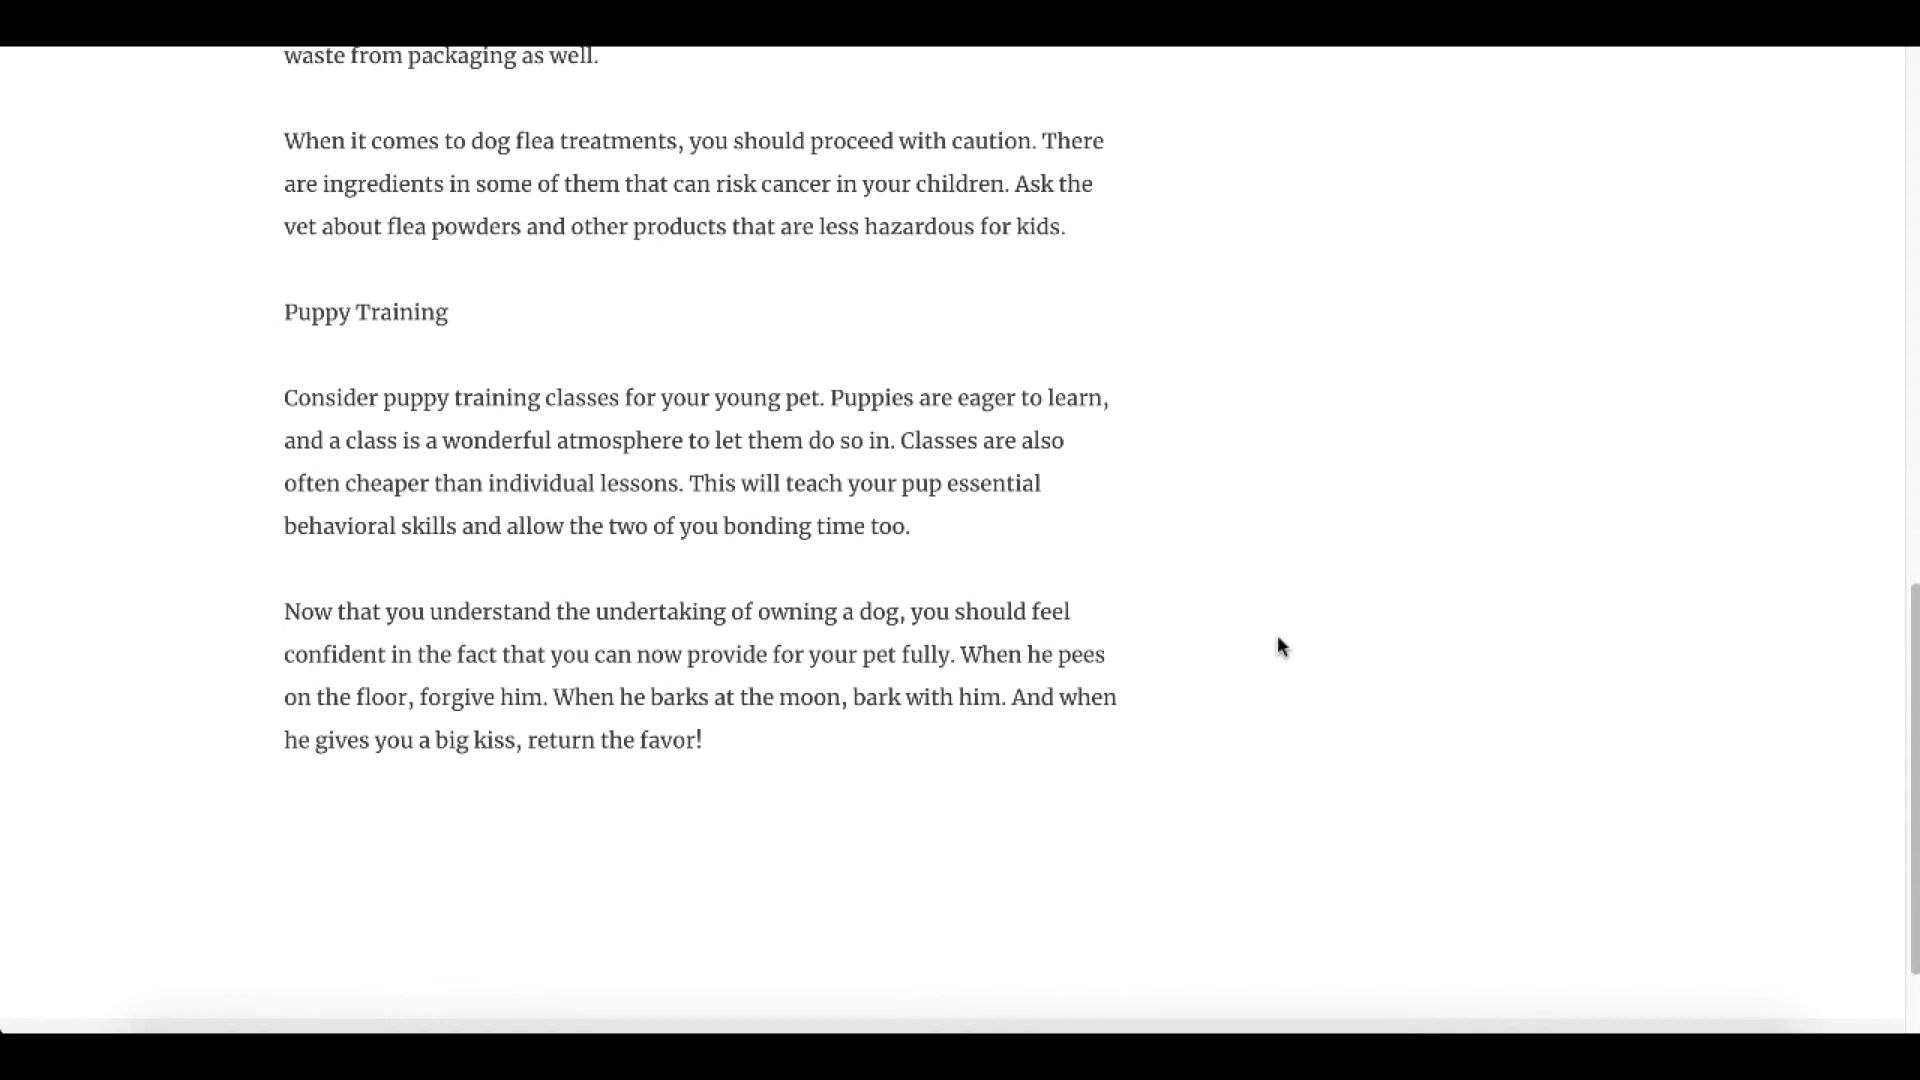 waste from packaging as well.
When it comes to dog flea treatments, you should proceed with caution. There
are ingredients in some of them that can risk cancer in your children. Ask the
vet about flea powders and other products that are less hazardous for kids.
Puppy Training
Consider puppy training classes for your young pet. Puppies are eager to learn,
and a class is a wonderful atmosphere to let them do so in. Classes are also
often cheaper than individual lessons. This will teach your pup essential
behavioral skills and allow the two of you bonding time too.
Now that you understand the undertaking of owning a dog, you should feel
confident in the fact that you can now provide for your pet fully. When he pees
on the floor, forgive him. When he barks at the moon, bark with him. And when
he gives you a big kiss, return the favor!